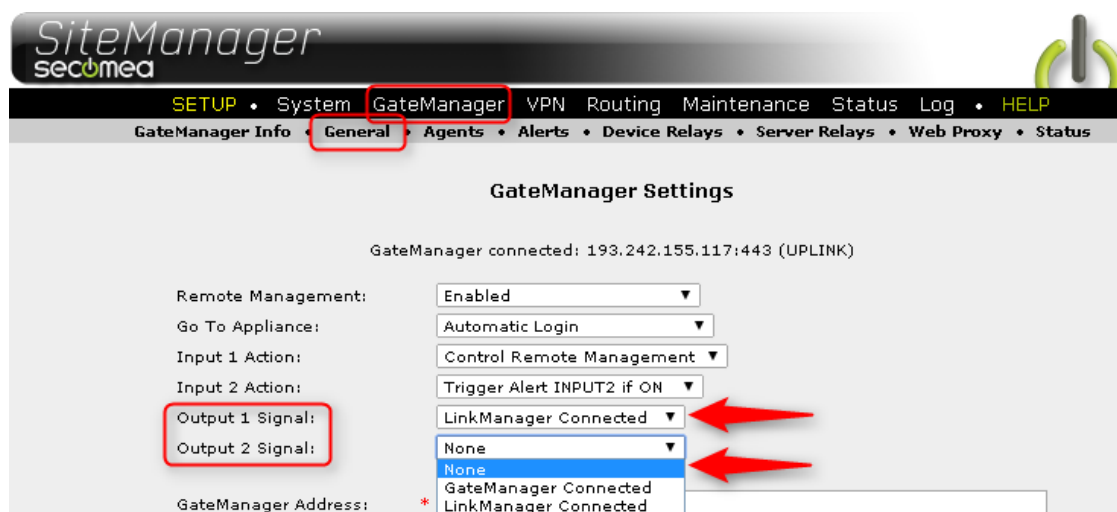 SiteManager
secomea
SETUP • System GateManager VPN Routing Maintenance Status Log • HELP
GateManager Info • General • Agents • Alerts • Device Relays • Server Relays • Web Proxy • Status
GateManager Settings
GateManager connected: 193.242.155.117:443 (UPLINK)
Remote Management: Enabled
Go To Appliance: Automatic Login
Input 1 Action: Control Remote Management
Input 2 Action: Trigger Alert INPUT2 if ON
Output 1 Signal: LinkManager Connected
Output 2 Signal: None
None
GateManager Connected
GateManager Address: * LinkManager Connected